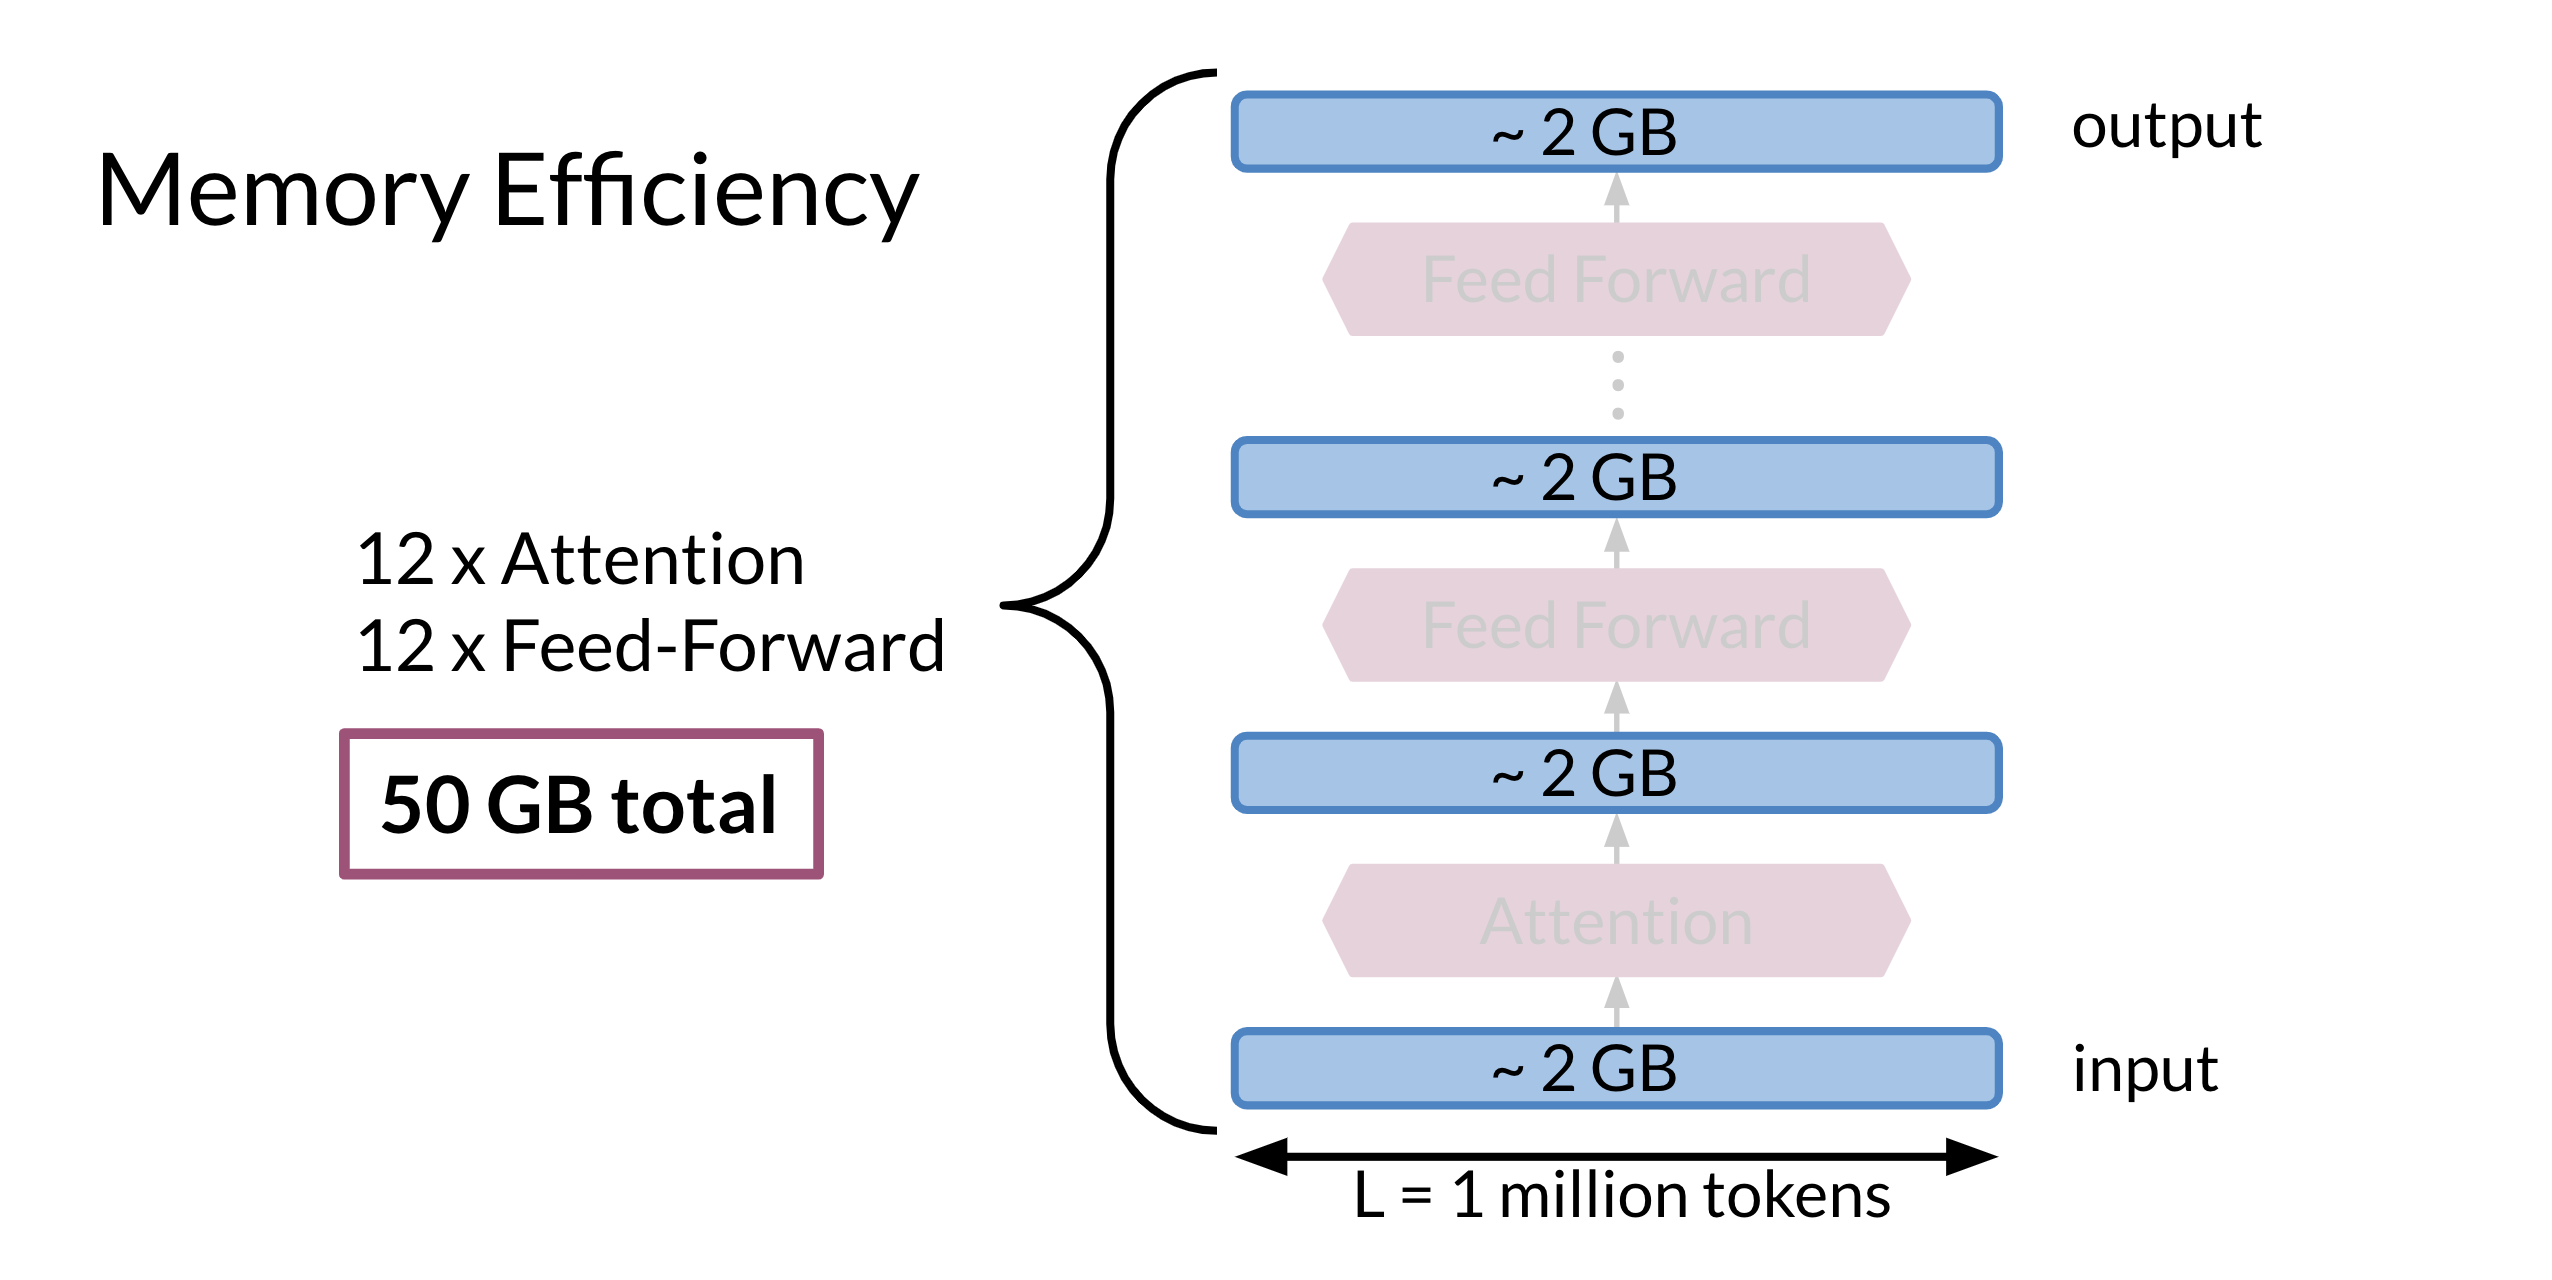 Memory Efficiency
12 x Attention
12 x Feed-Forward
50 GB total
~ 2 GB
output
Feed Forward
~ 2 GB
Feed Forward
~ 2 GB
Attention
~ 2 GB
input
L = 1 million tokens